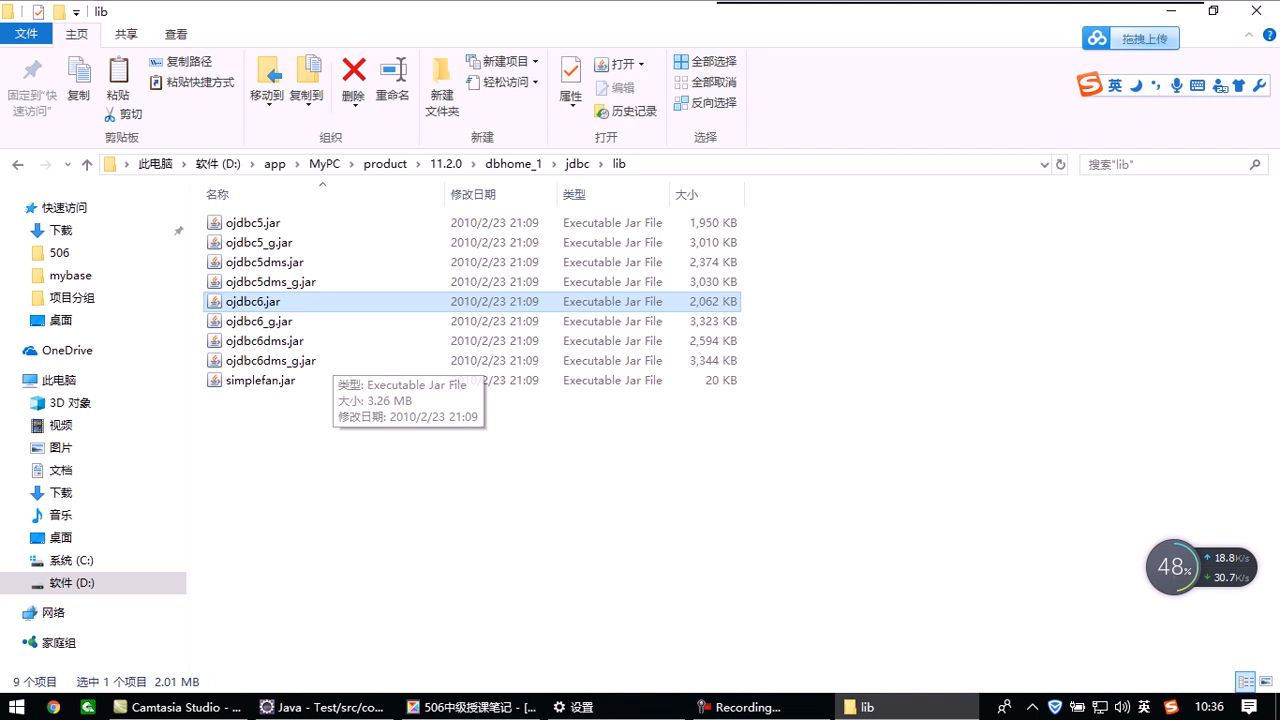 lib
文件 主页 共享 查看
拖拽上传
固定到"快速访问"
复制
粘贴
复制路径
粘贴快捷方式
剪切
剪贴板
移动到
复制到
删除
重命名
组织
新建文件夹
新建项目
轻松访问
新建
属性
打开
编辑
历史记录
打开
全部选择
全部取消
反向选择
选择
英
此电脑 软件 (D:) app MyPC product 11.2.0 dbhome_1 jdbc lib
搜索"lib"
快速访问
下载
506
mybase
项目分组
桌面
OneDrive
此电脑
3D 对象
视频
图片
文档
下载
音乐
桌面
系统 (C:)
软件 (D:)
网络
家庭组
名称 修改日期 类型 大小
ojdbc5.jar 2010/2/23 21:09 Executable Jar File 1,950 KB
ojdbc5_g.jar 2010/2/23 21:09 Executable Jar File 3,010 KB
ojdbc5dms.jar 2010/2/23 21:09 Executable Jar File 2,374 KB
ojdbc5dms_g.jar 2010/2/23 21:09 Executable Jar File 3,030 KB
ojdbc6.jar 2010/2/23 21:09 Executable Jar File 2,062 KB
ojdbc6_g.jar 2010/2/23 21:09 Executable Jar File 3,323 KB
ojdbc6dms.jar 2010/2/23 21:09 Executable Jar File 2,594 KB
ojdbc6dms_g.jar 2010/2/23 21:09 Executable Jar File 3,344 KB
simplefan.jar 0/2/23 21:09 Executable Jar File 20 KB
类型: Executable Jar File
大小: 3.26 MB
修改日期: 2010/2/23 21:09
48%
18.8K/s
30.7K/s
9 个项目 选中 1 个项目 2.01 MB
Camtasia Studio - ... Java - Test/src/co... 506中级授课笔记 - [... 设置 Recording... lib 英 10:36